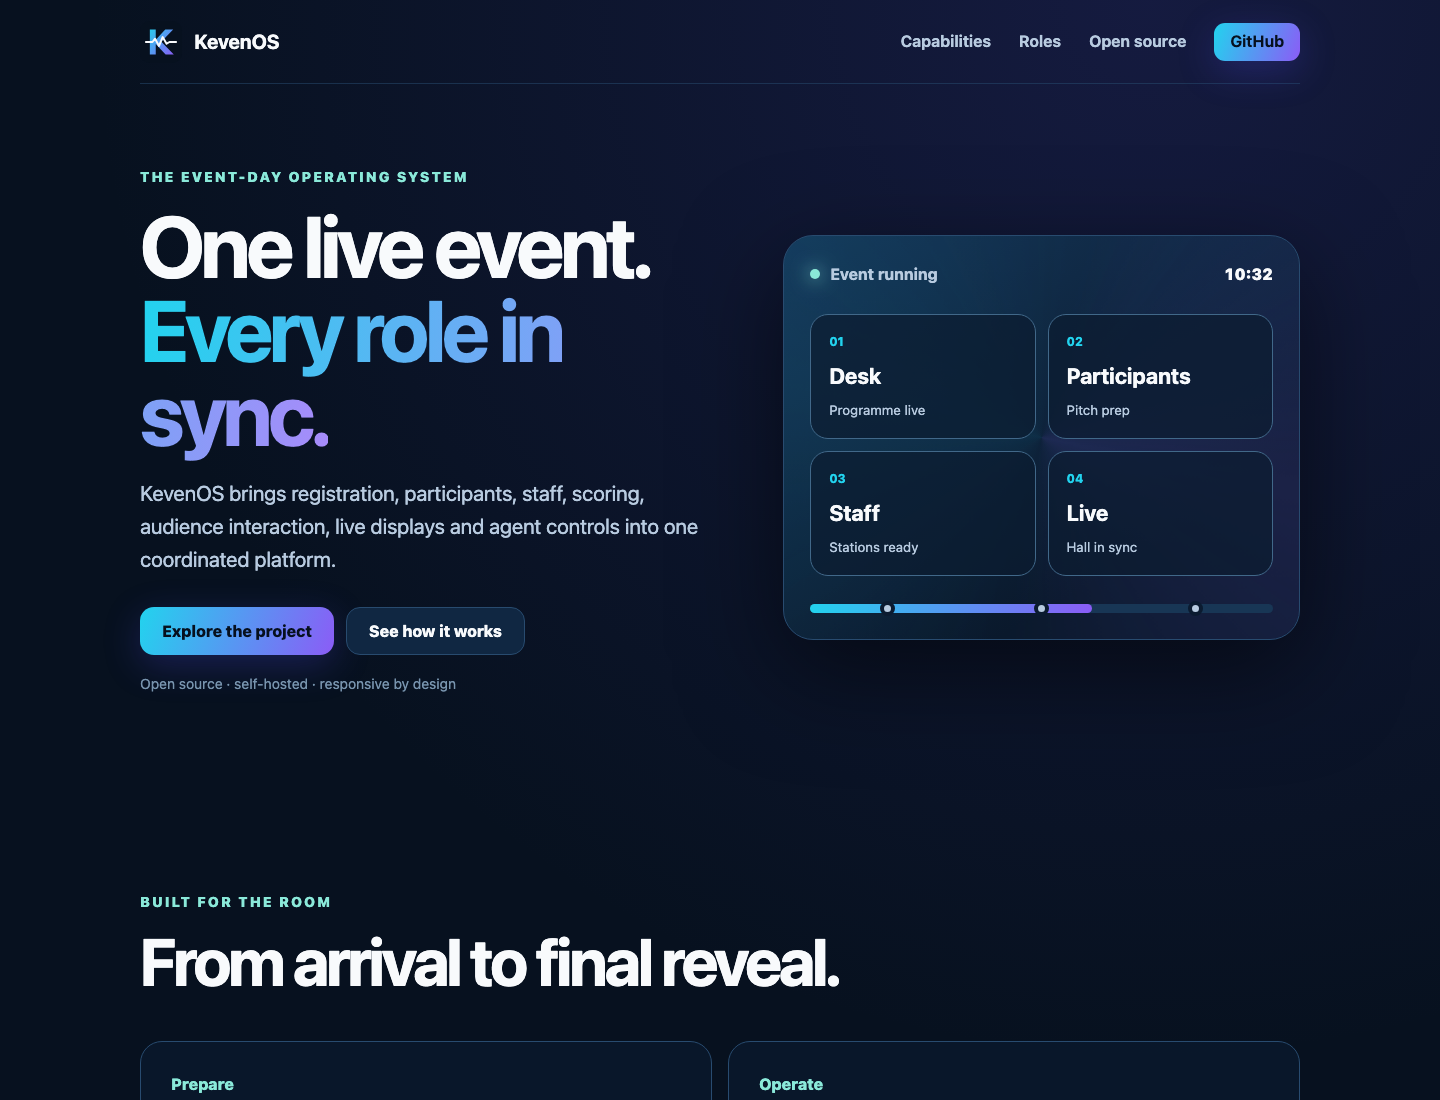 KevenOS
Capabilities
Roles
Open source
GitHub
THE EVENT-DAY OPERATING SYSTEM
One live event.
Every role in
sync.
KevenOS brings registration, participants, staff, scoring,
audience interaction, live displays and agent controls into one
coordinated platform.
Explore the project
See how it works
Open source · self-hosted · responsive by design
Event running
10:32
01
Desk
Programme live
02
Participants
Pitch prep
03
Staff
Stations ready
04
Live
Hall in sync
BUILT FOR THE ROOM
From arrival to final reveal.
Prepare
Operate